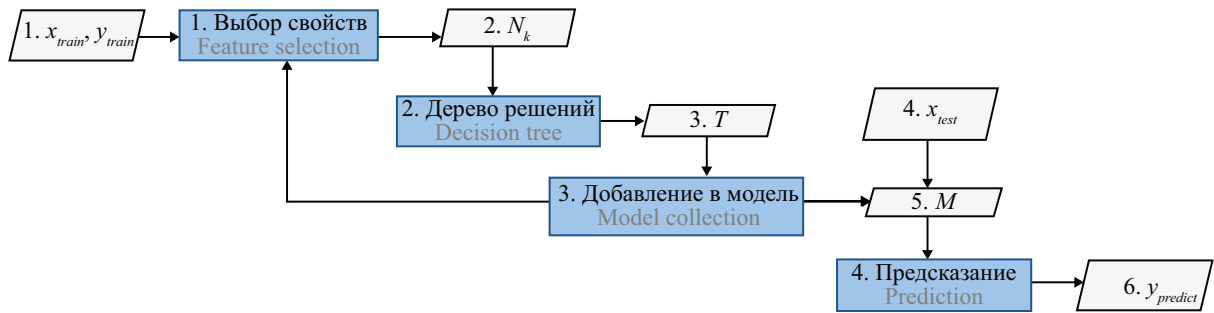 1. x_train, y_train
1. Выбор свойств
Feature selection
2. N_k
2. Дерево решений
Decision tree
3. T
4. x_test
3. Добавление в модель
Model collection
5. M
4. Предсказание
Prediction
6. y_predict